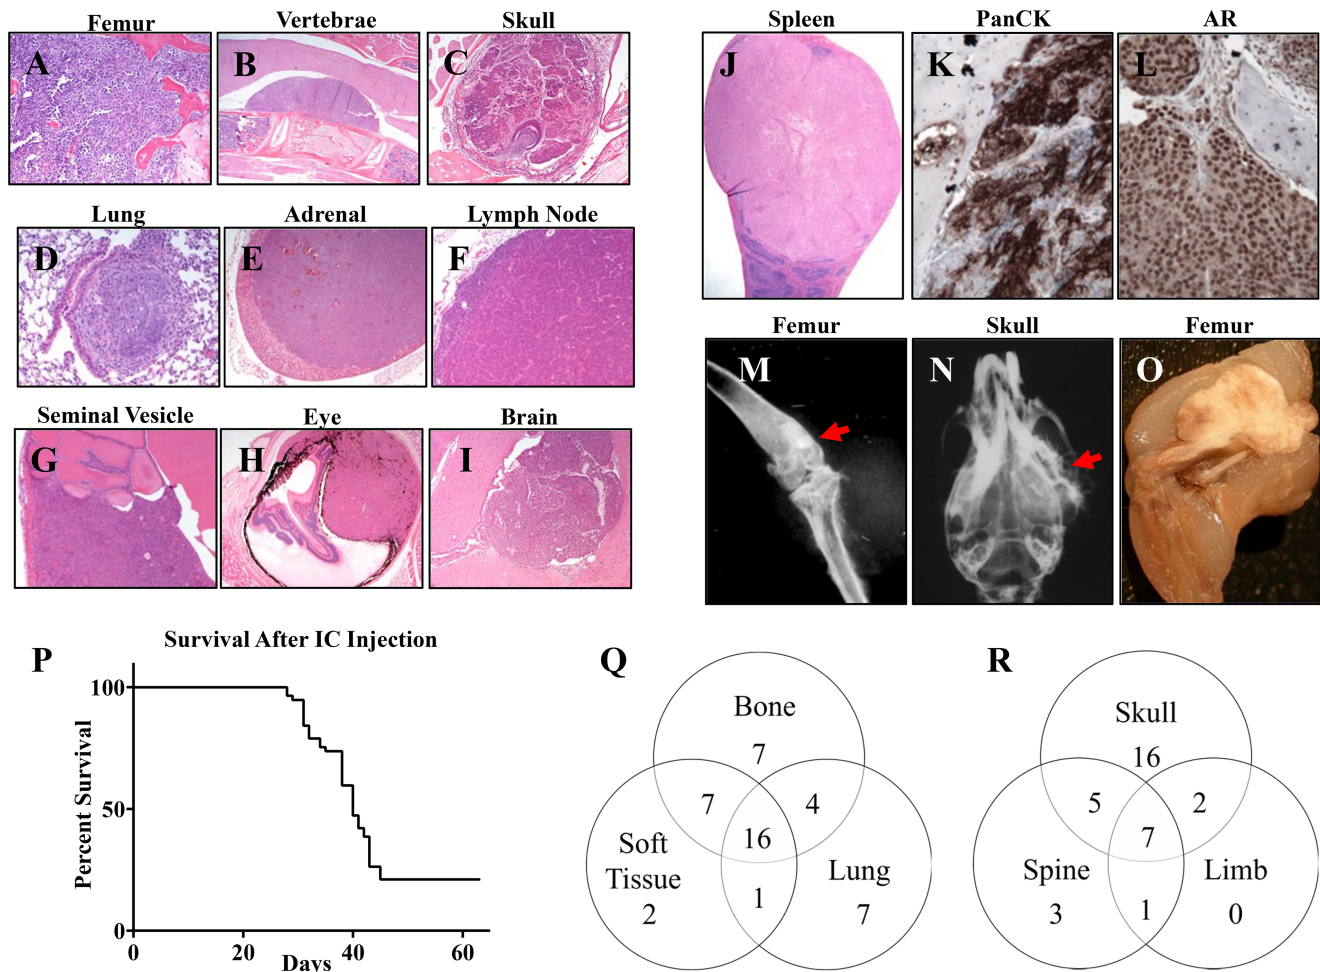 Femur
Vertebrae
Skull
A
B
C
Lung
Adrenal
Lymph Node
D
E
F
Seminal Vesicle
Eye
Brain
G
H
I
Spleen
PanCK
AR
J
K
L
Femur
Skull
Femur
M
N
O
P
Survival After IC Injection
Percent Survival
100
50
0
0
20
40
60
Days
Q
Bone
7
7
4
16
Soft
Tissue
2
1
Lung
7
R
Skull
16
5
2
7
Spine
3
1
Limb
0